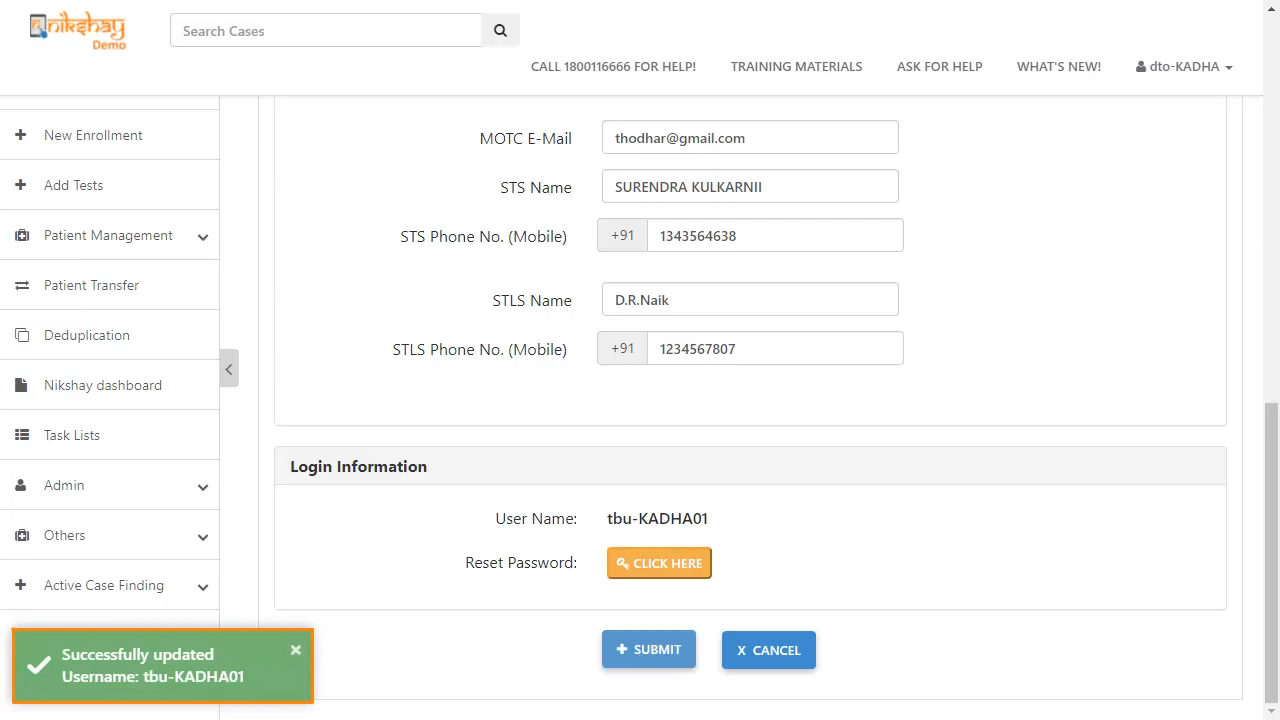 nikshay
Demo
Search Cases
CALL 1800116666 FOR HELP!
TRAINING MATERIALS
ASK FOR HELP
WHAT'S NEW!
dto-KADHA
New Enrollment
Add Tests
Patient Management
Patient Transfer
Deduplication
Nikshay dashboard
Task Lists
Admin
Others
Active Case Finding
MOTC E-Mail thodhar@gmail.com
STS Name SURENDRA KULKARNII
STS Phone No. (Mobile) +91 1343564638
STLS Name D.R.Naik
STLS Phone No. (Mobile) +91 1234567807
Login Information
User Name: tbu-KADHA01
Reset Password: CLICK HERE
SUBMIT
X CANCEL
Successfully updated
Username: tbu-KADHA01